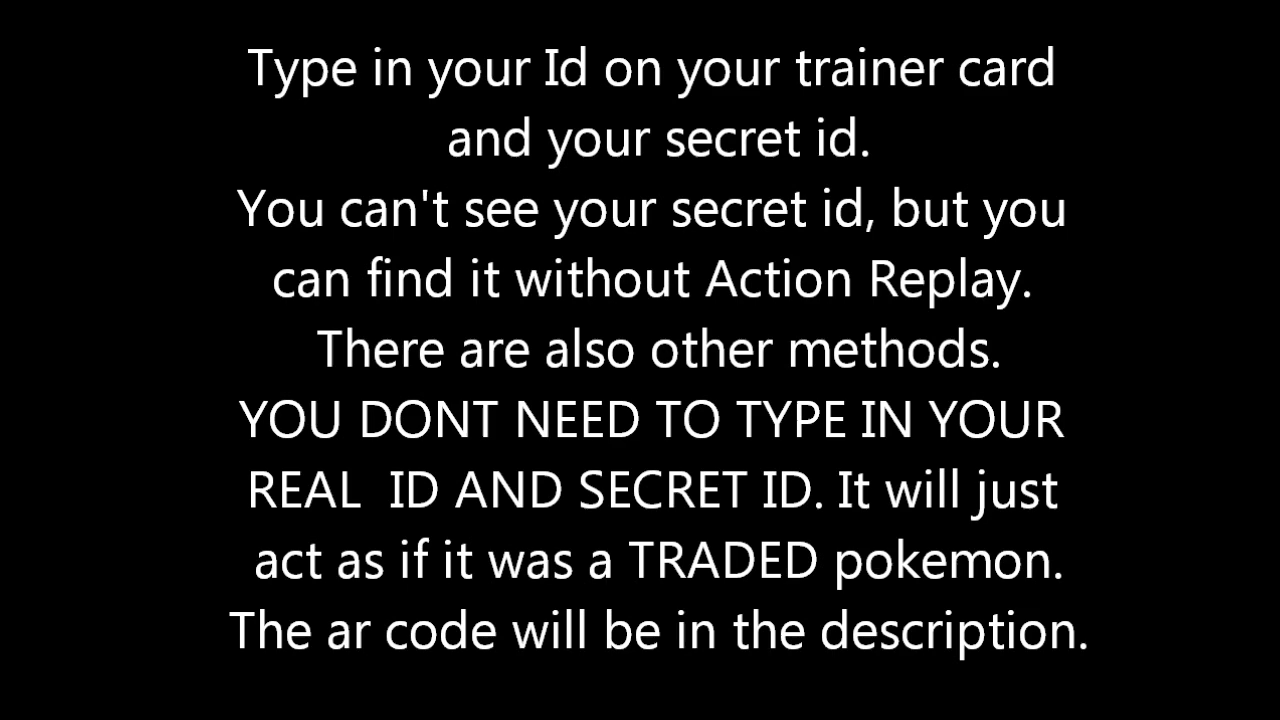 Type in your Id on your trainer card
and your secret id.
You can't see your secret id, but you
can find it without Action Replay.
There are also other methods.
YOU DONT NEED TO TYPE IN YOUR
REAL  ID AND SECRET ID. It will just
act as if it was a TRADED pokemon.
The ar code will be in the description.